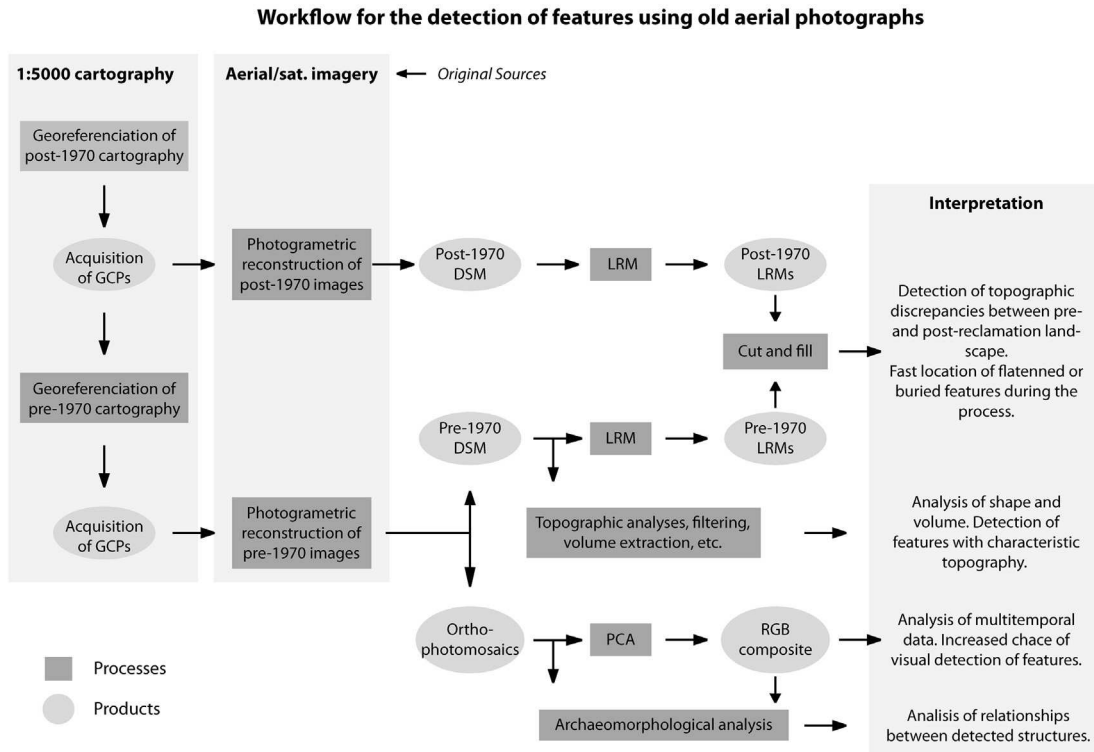 Workflow for the detection of features using old aerial photographs
1:5000 cartography
Aerial/sat. imagery
Original Sources
Georeferenciation of
post-1970 cartography
Acquisition
of GCPs
Photogrametric
reconstruction of
post-1970 images
Post-1970
DSM
LRM
Post-1970
LRMs
Cut and fill
Georeferenciation of
pre-1970 cartography
Pre-1970
DSM
LRM
Pre-1970
LRMs
Acquisition
of GCPs
Photogrametric
reconstruction of
pre-1970 images
Topographic analyses, filtering,
volume extraction, etc.
Ortho-
photomosaics
PCA
RGB
composite
Archaeomorphological analysis
Interpretation
Detection of topographic
discrepancies between pre-
and post-reclamation land-
scape.
Fast location of flatenned or
buried features during the
process.
Analysis of shape and
volume. Detection of
features with characteristic
topography.
Analysis of multitemporal
data. Increased chace of
visual detection of features.
Analisis of relationships
between detected structures.
Processes
Products